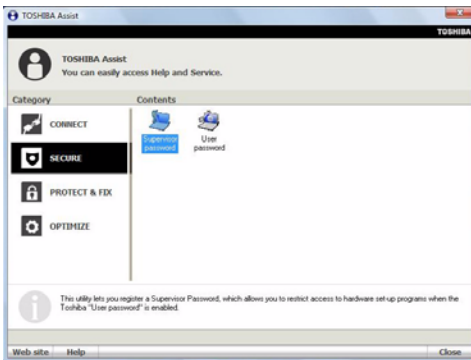 TOSHIBA Assist
TOSHIBA
TOSHIBA Assist
You can easily access Help and Service.
Category
Contents
CONNECT
SECURE
PROTECT & FIX
OPTIMIZE
Supervisor
password
User
password
This utility lets you register a Supervisor Password, which allows you to restrict access to hardware set-up programs when the
Toshiba "User password" is enabled.
Web site
Help
Close